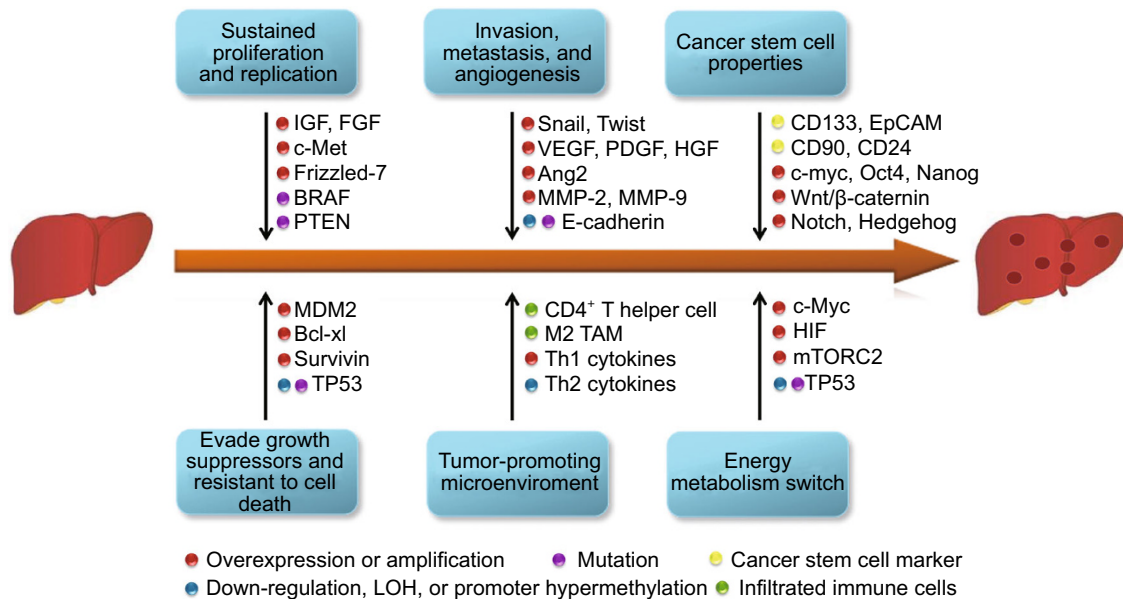 Sustained
proliferation
and replication
IGF, FGF
c-Met
Frizzled-7
BRAF
PTEN
Invasion,
metastasis, and
angiogenesis
Snail, Twist
VEGF, PDGF, HGF
Ang2
MMP-2, MMP-9
E-cadherin
Cancer stem cell
properties
CD133, EpCAM
CD90, CD24
c-myc, Oct4, Nanog
Wnt/β-caternin
Notch, Hedgehog
MDM2
Bcl-xl
Survivin
TP53
Evade growth
suppressors and
resistant to cell
death
CD4⁺ T helper cell
M2 TAM
Th1 cytokines
Th2 cytokines
Tumor-promoting
microenviroment
c-Myc
HIF
mTORC2
TP53
Energy
metabolism switch
Overexpression or amplification
Mutation
Cancer stem cell marker
Down-regulation, LOH, or promoter hypermethylation
Infiltrated immune cells